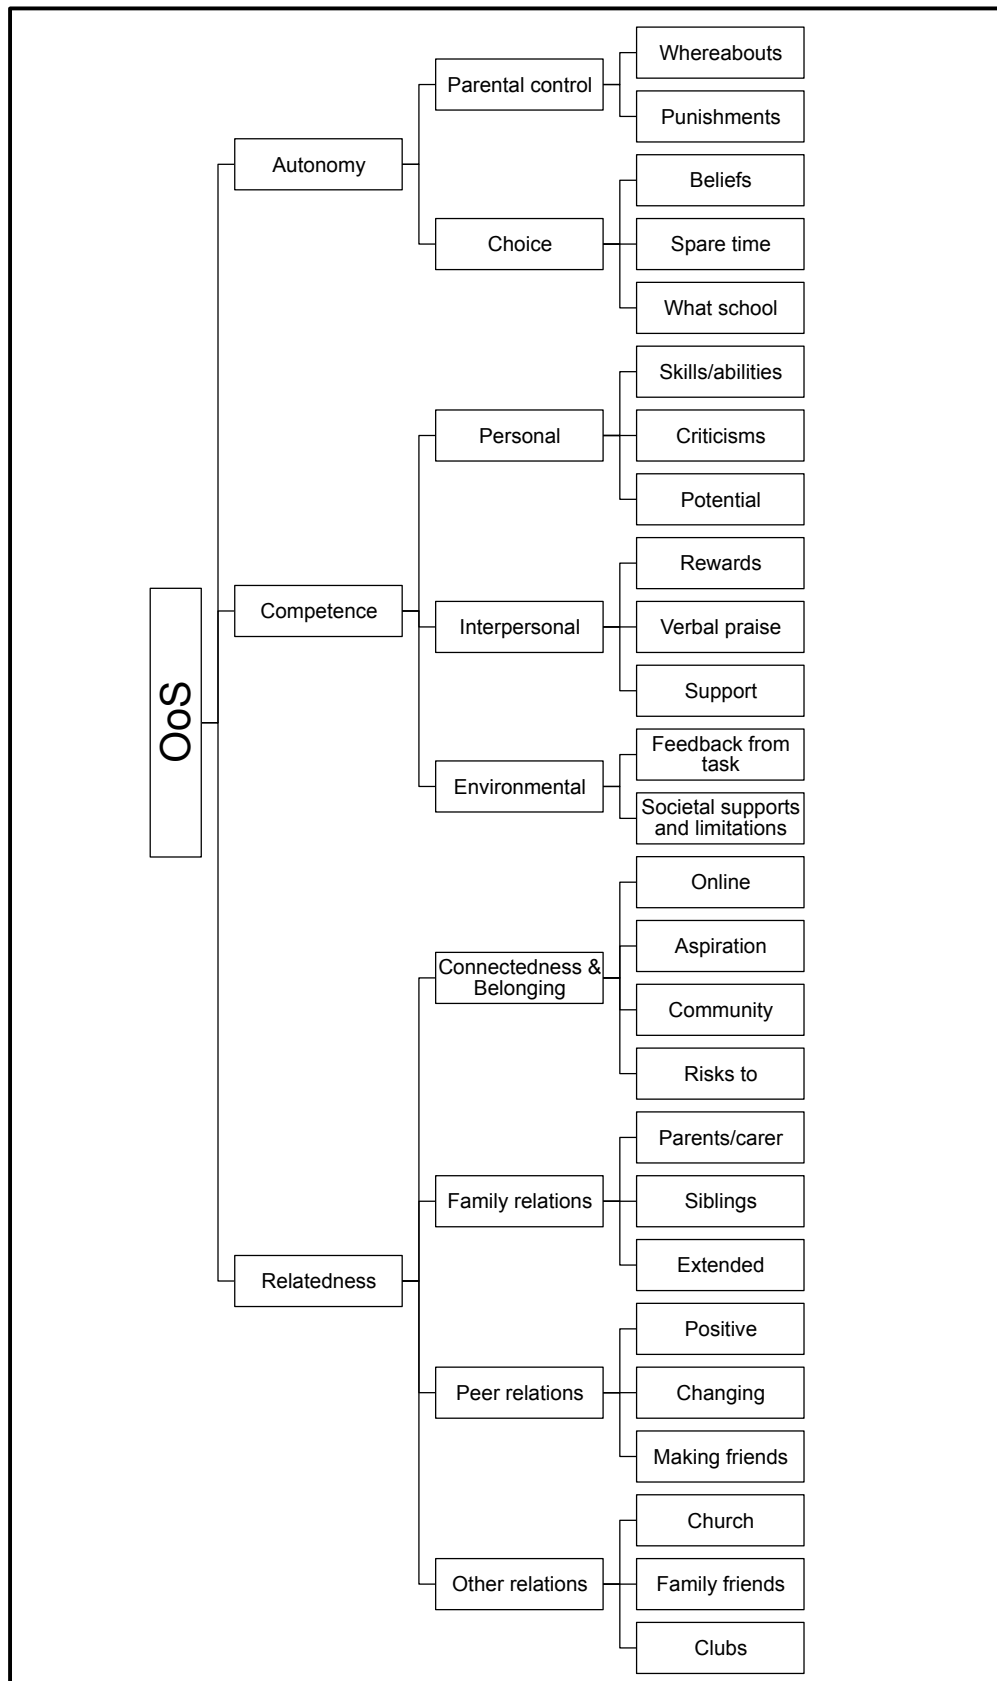 Whereabouts
Parental control
Punishments
Autonomy
Beliefs
Choice
Spare time
What school
Skills/abilities
Personal
Criticisms
Potential
Rewards
Competence
Interpersonal
Verbal praise
Support
OoS
Feedback from
task
Environmental
Societal supports
and limitations
Online
Aspiration
Connectedness &
Belonging
Community
Risks to
Parents/carer
Family relations
Siblings
Extended
Relatedness
Positive
Peer relations
Changing
Making friends
Church
Other relations
Family friends
Clubs